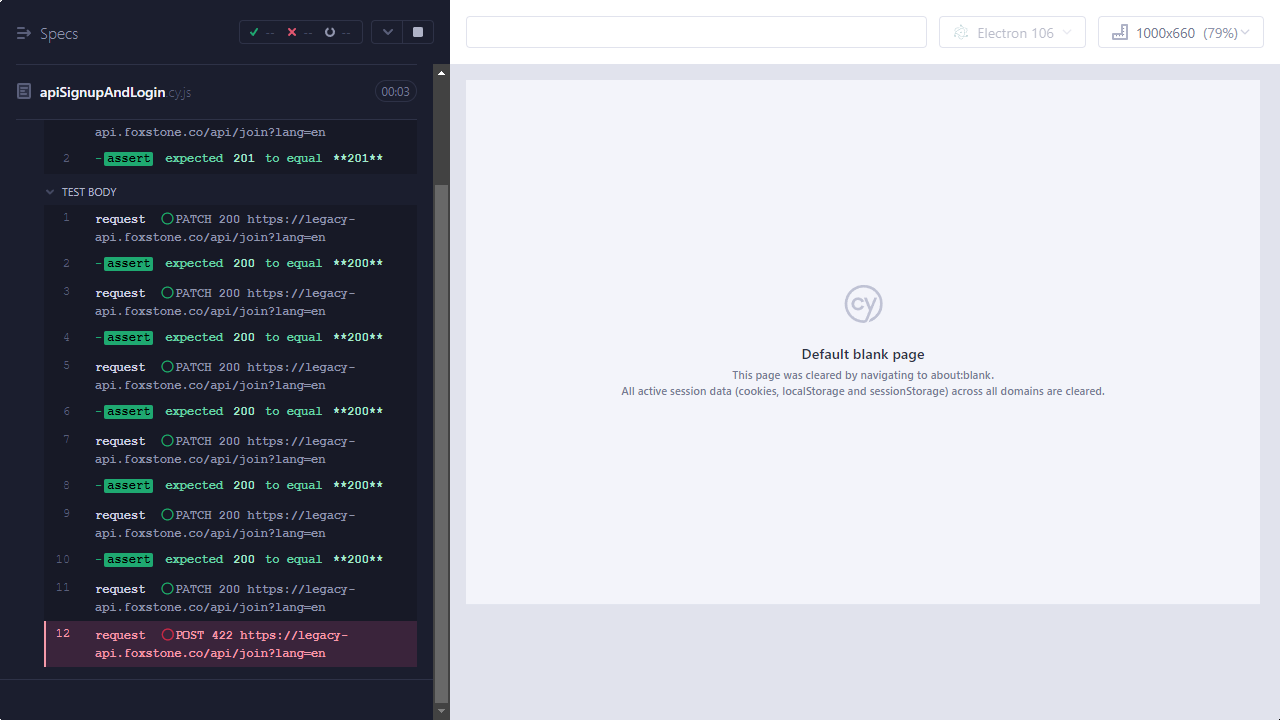 Specs
--
--
--
Electron 106
1000x660 (79%)
apiSignupAndLogin.cy.js
00:03
api.foxstone.co/api/join?lang=en
2 -assert expected 201 to equal **201**
TEST BODY
1 request PATCH 200 https://legacy-
api.foxstone.co/api/join?lang=en
2 -assert expected 200 to equal **200**
3 request PATCH 200 https://legacy-
api.foxstone.co/api/join?lang=en
4 -assert expected 200 to equal **200**
5 request PATCH 200 https://legacy-
api.foxstone.co/api/join?lang=en
6 -assert expected 200 to equal **200**
7 request PATCH 200 https://legacy-
api.foxstone.co/api/join?lang=en
8 -assert expected 200 to equal **200**
9 request PATCH 200 https://legacy-
api.foxstone.co/api/join?lang=en
10 -assert expected 200 to equal **200**
11 request PATCH 200 https://legacy-
api.foxstone.co/api/join?lang=en
12 request POST 422 https://legacy-
api.foxstone.co/api/join?lang=en
cy
Default blank page
This page was cleared by navigating to about:blank.
All active session data (cookies, localStorage and sessionStorage) across all domains are cleared.